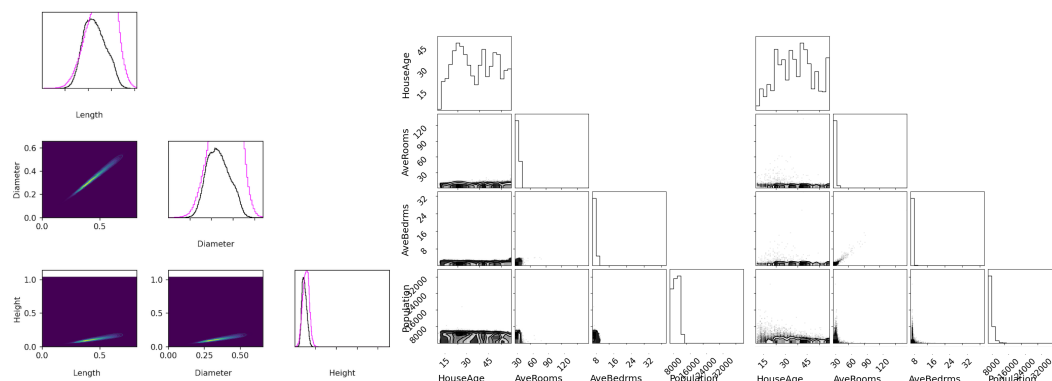 Length
Diameter
0.6
0.4
0.2
0.0
0.0 0.5
Diameter
Height
1.0
0.5
0.0
0.0 0.5 0.00 0.25 0.50
Length Diameter Height
HouseAge
45
30
15
AveRooms
120
90
60
30
AveBedrms
32
24
16
8
Population
32000
24000
16000
8000
15 30 45 30 60 90 120 8 16 24 32 8000 16000 24000 32000
HouseAge AveRooms AveBedrms Population
15 30 45 30 60 90 120 8 16 24 32 8000 16000 24000 32000
HouseAge AveRooms AveBedrms Population